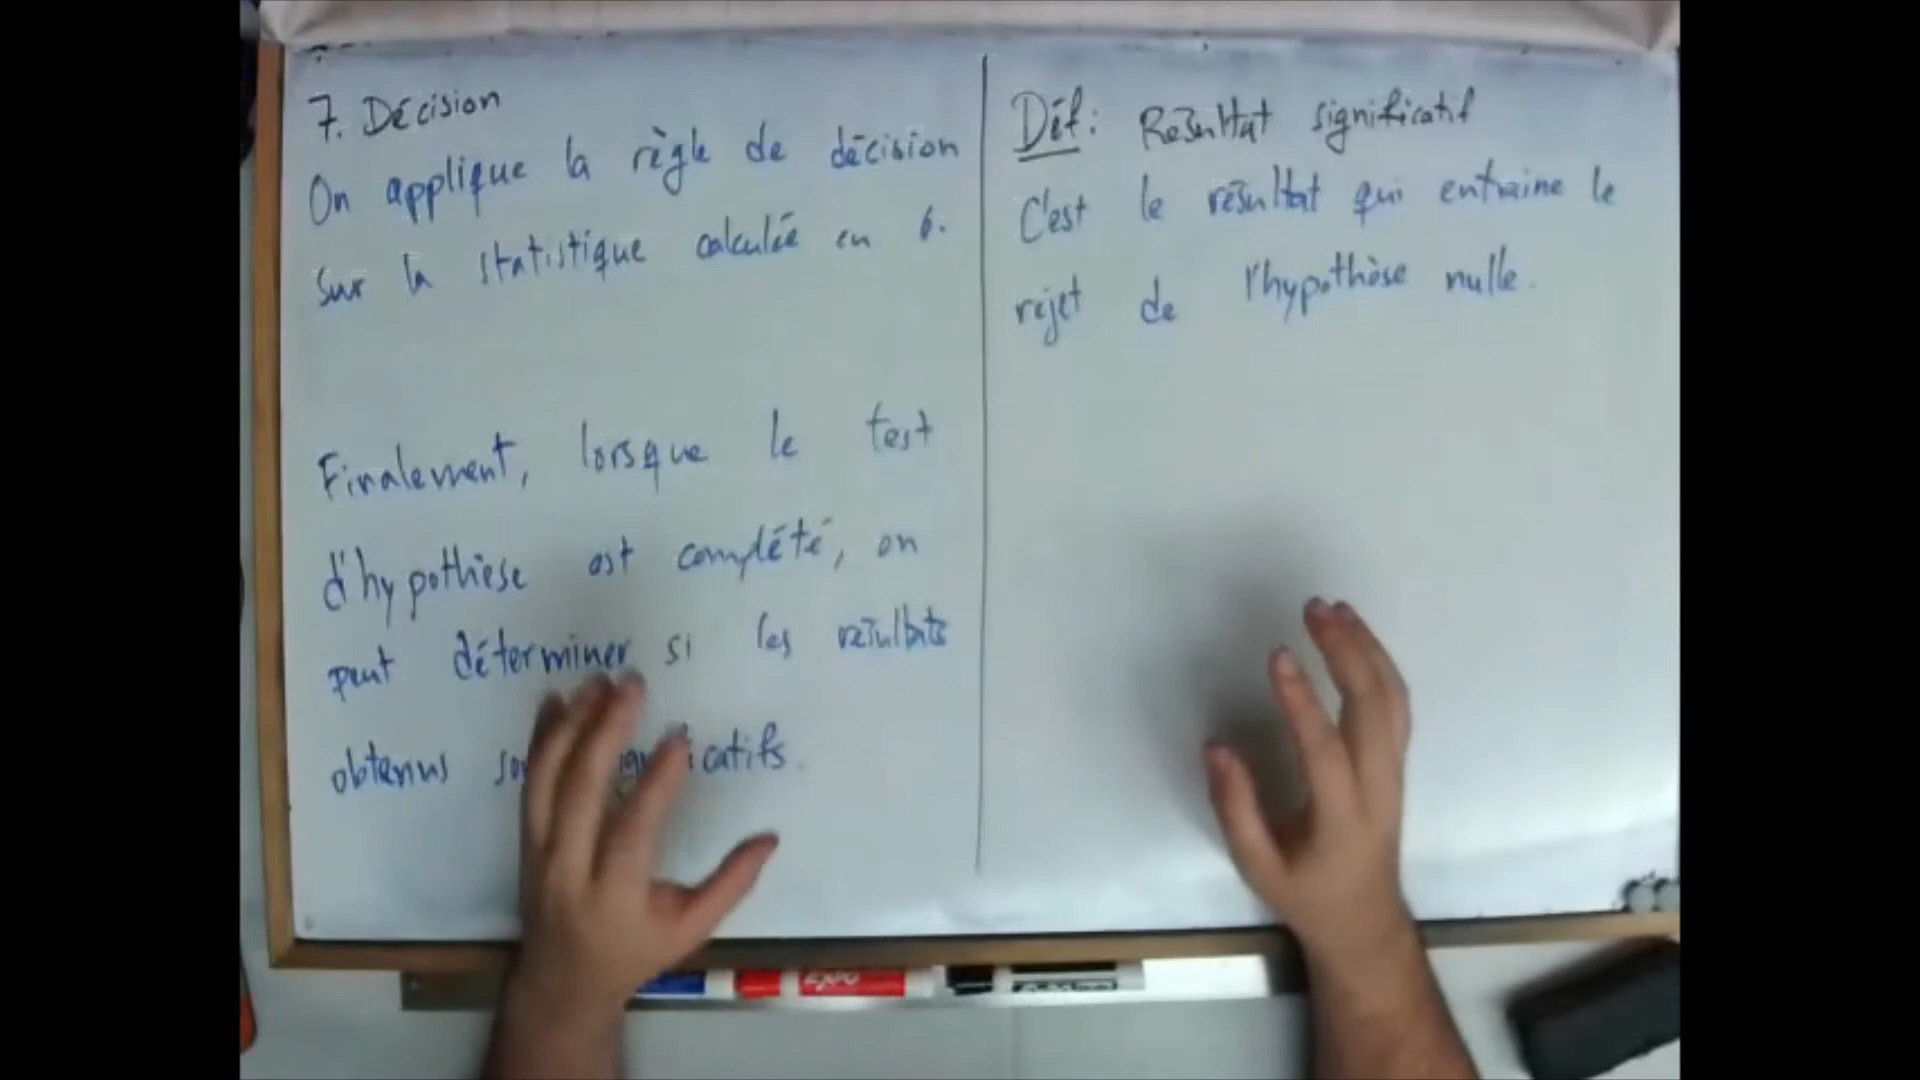 7. Décision
On applique la règle de décision
sur la statistique calculée en 6.
Finalement, lorsque le test
d'hypothèse est complété, on
peut déterminer si les résultats
obtenus
Déf: Résultat significatif
C'est le résultat qui entraine le
rejet de l'hypothèse nulle.